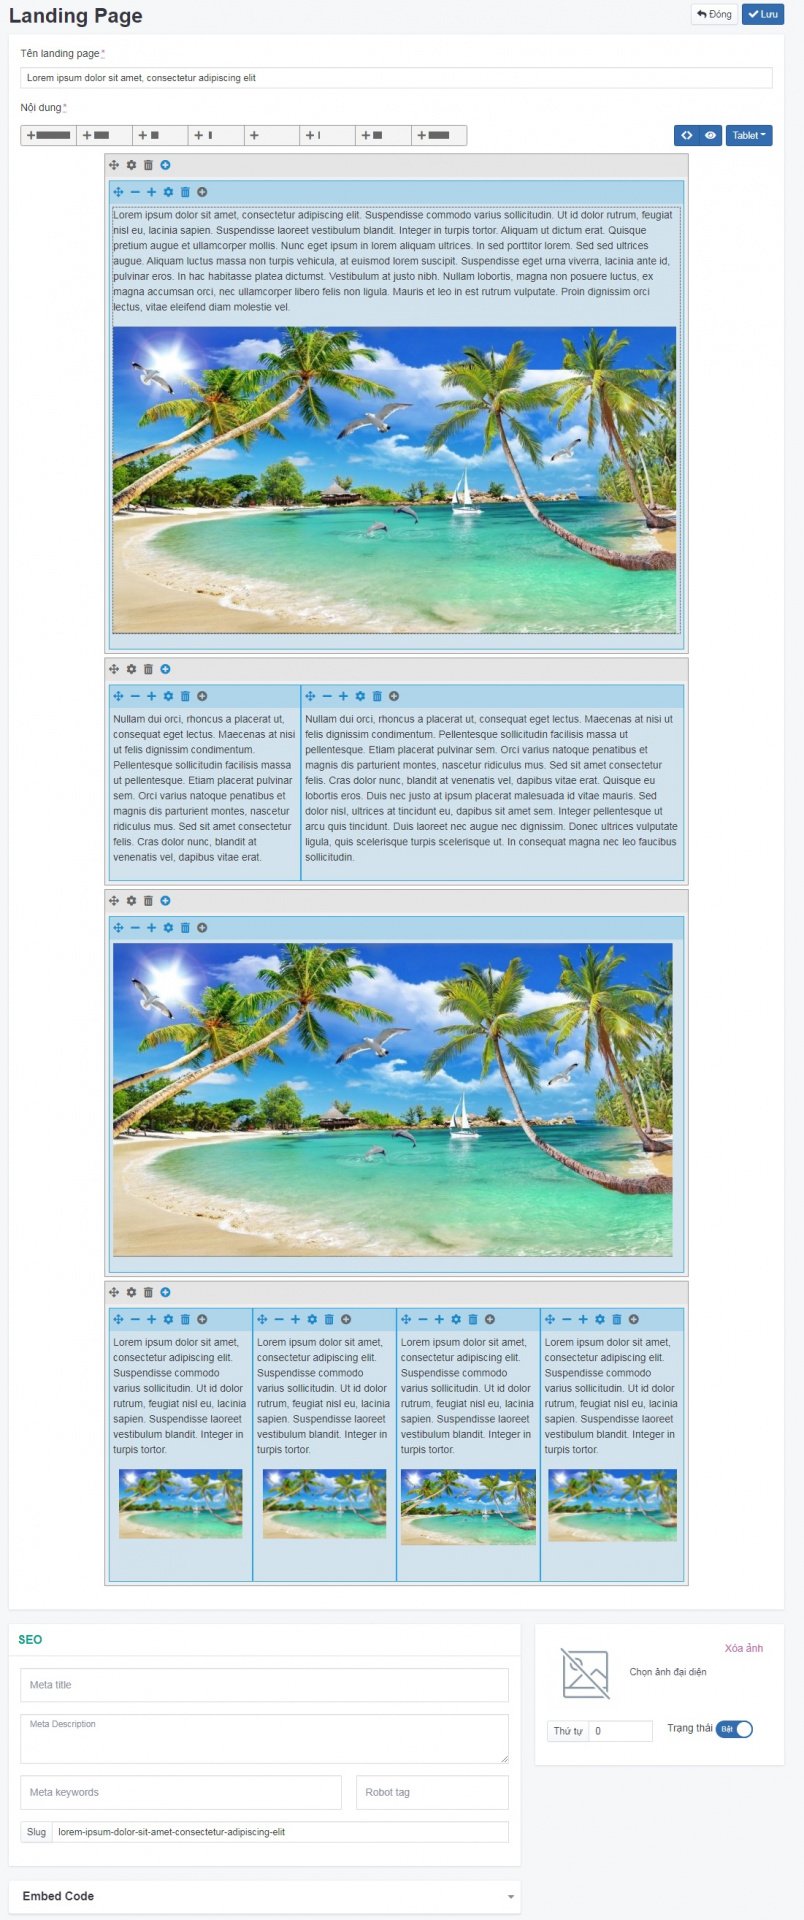 Landing Page
Đóng
Lưu
Tên landing page *
Lorem ipsum dolor sit amet, consectetur adipiscing elit
Nội dung *
Tablet
Lorem ipsum dolor sit amet, consectetur adipiscing elit. Suspendisse commodo varius sollicitudin. Ut id dolor rutrum, feugiat
nisl eu, lacinia sapien. Suspendisse laoreet vestibulum blandit. Integer in turpis tortor. Aliquam ut dictum erat. Quisque
pretium augue et ullamcorper mollis. Nunc eget ipsum in lorem aliquam ultrices. In sed porttitor lorem. Sed sed ultrices
augue. Aliquam luctus massa non turpis vehicula, at euismod lorem suscipit. Suspendisse eget urna viverra, lacinia ante id,
pulvinar eros. In hac habitasse platea dictumst. Vestibulum at justo nibh. Nullam lobortis, magna non posuere luctus, ex
magna accumsan orci, nec ullamcorper libero felis non ligula. Mauris et leo in est rutrum vulputate. Proin dignissim orci
lectus, vitae eleifend diam molestie vel.
Nullam dui orci, rhoncus a placerat ut,
consequat eget lectus. Maecenas at nisi
ut felis dignissim condimentum.
Pellentesque sollicitudin facilisis massa
ut pellentesque. Etiam placerat pulvinar
sem. Orci varius natoque penatibus et
magnis dis parturient montes, nascetur
ridiculus mus. Sed sit amet consectetur
felis. Cras dolor nunc, blandit at
venenatis vel, dapibus vitae erat.
Nullam dui orci, rhoncus a placerat ut, consequat eget lectus. Maecenas at nisi ut
felis dignissim condimentum. Pellentesque sollicitudin facilisis massa ut
pellentesque. Etiam placerat pulvinar sem. Orci varius natoque penatibus et
magnis dis parturient montes, nascetur ridiculus mus. Sed sit amet consectetur
felis. Cras dolor nunc, blandit at venenatis vel, dapibus vitae erat. Quisque eu
lobortis eros. Duis nec justo at ipsum placerat malesuada id vitae mauris. Sed
dolor nisl, ultrices at tincidunt eu, dapibus sit amet sem. Integer pellentesque ut
arcu quis tincidunt. Duis laoreet nec augue nec dignissim. Donec ultrices vulputate
ligula, quis scelerisque turpis scelerisque ut. In consequat magna nec leo faucibus
sollicitudin.
Lorem ipsum dolor sit amet,
consectetur adipiscing elit.
Suspendisse commodo
varius sollicitudin. Ut id dolor
rutrum, feugiat nisl eu, lacinia
sapien. Suspendisse laoreet
vestibulum blandit. Integer in
turpis tortor.
Lorem ipsum dolor sit amet,
consectetur adipiscing elit.
Suspendisse commodo
varius sollicitudin. Ut id dolor
rutrum, feugiat nisl eu, lacinia
sapien. Suspendisse laoreet
vestibulum blandit. Integer in
turpis tortor.
Lorem ipsum dolor sit amet,
consectetur adipiscing elit.
Suspendisse commodo
varius sollicitudin. Ut id dolor
rutrum, feugiat nisl eu, lacinia
sapien. Suspendisse laoreet
vestibulum blandit. Integer in
turpis tortor.
Lorem ipsum dolor sit amet,
consectetur adipiscing elit.
Suspendisse commodo
varius sollicitudin. Ut id dolor
rutrum, feugiat nisl eu, lacinia
sapien. Suspendisse laoreet
vestibulum blandit. Integer in
turpis tortor.
SEO
Meta title
Meta Description
Meta keywords
Robot tag
Slug
lorem-ipsum-dolor-sit-amet-consectetur-adipiscing-elit
Xóa ảnh
Chọn ảnh đại diện
Thứ tự
0
Trạng thái
Bật
Embed Code